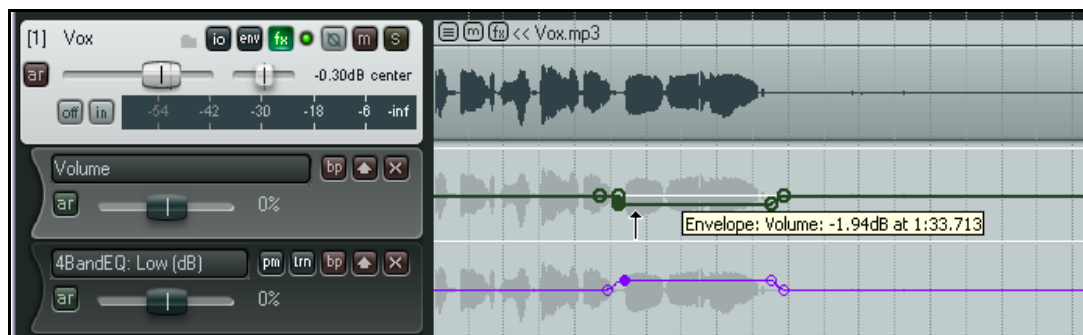 [1] Vox io env fx m S
ar -0.30dB center
off in -54 -42 -30 -18 -6 -inf
m fx << Vox.mp3
Volume bp
ar 0%
Envelope: Volume: -1.94dB at 1:33.713
4BandEQ: Low (dB) pm lrn bp
ar 0%